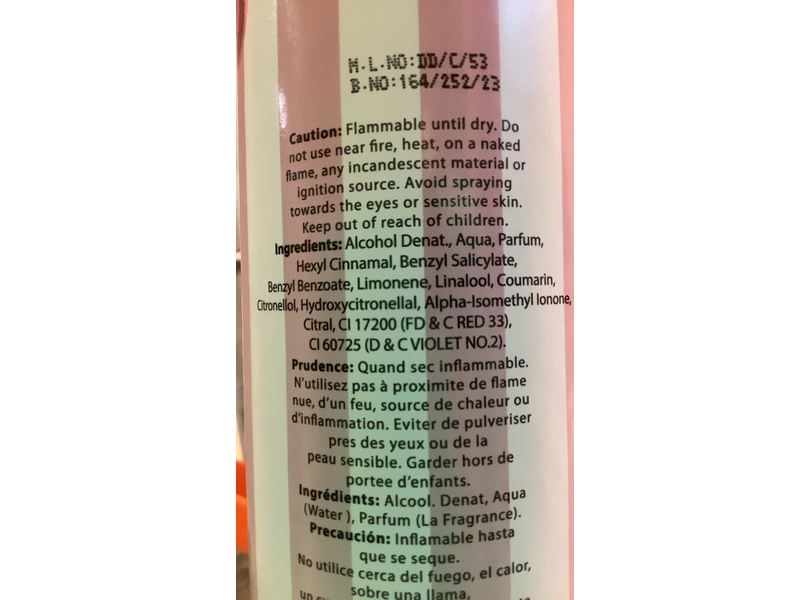 M.L.NO:DD/C/53
B.NO:164/252/23
Caution: Flammable until dry. Do
not use near fire, heat, on a naked
flame, any incandescent material or
ignition source. Avoid spraying
towards the eyes or sensitive skin.
Keep out of reach of children.
Ingredients: Alcohol Denat., Aqua, Parfum,
Hexyl Cinnamal, Benzyl Salicylate,
Benzyl Benzoate, Limonene, Linalool, Coumarin,
Citronellol, Hydroxycitronellal, Alpha-Isomethyl Ionone,
Citral, CI 17200 (FD & C RED 33),
CI 60725 (D & C VIOLET NO.2).
Prudence: Quand sec inflammable.
N'utilisez pas à proximite de flame
nue, d'un feu, source de chaleur ou
d'inflammation. Eviter de pulveriser
pres des yeux ou de la
peau sensible. Garder hors de
portee d'enfants.
Ingrédients: Alcool. Denat, Aqua
(Water ), Parfum (La Fragrance).
Precaución: Inflamable hasta
que se seque.
No utilice cerca del fuego, el calor,
sobre una llama,